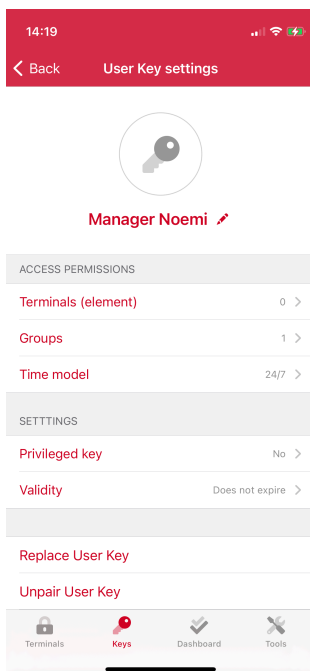 14:19
Back User Key settings
Manager Noemi
ACCESS PERMISSIONS
Terminals (element) 0
Groups 1
Time model 24/7
SETTTINGS
Privileged key No
Validity Does not expire
Replace User Key
Unpair User Key
Terminals Keys Dashboard Tools